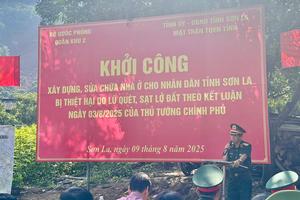 BỘ QUỐC PHÒNG
QUÂN KHU 2
TỈNH ỦY - UBND TỈNH SƠN LA
MẶT TRẬN TQVN TỈNH
KHỞI CÔNG
XÂY DỰNG, SỬA CHỮA NHÀ Ở CHO NHÂN DÂN TỈNH SƠN LA
BỊ THIỆT HẠI DO LŨ QUÉT, SẠT LỞ ĐẤT THEO KẾT LUẬN
NGÀY 03/8/2025 CỦA THỦ TƯỚNG CHÍNH PHỦ
Sơn La, ngày 09 tháng 8 năm 2025